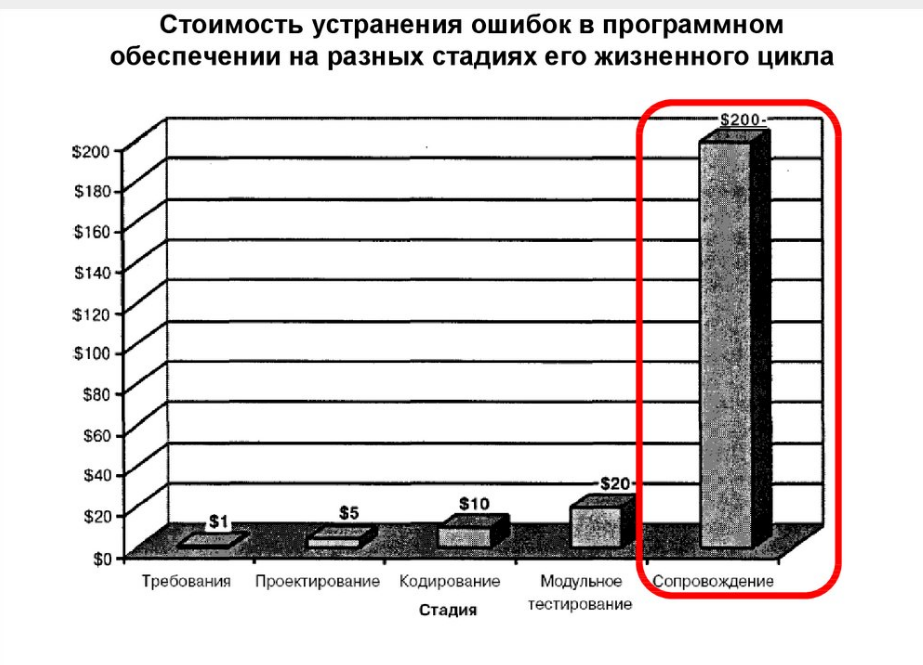 Стоимость устранения ошибок в программном
обеспечении на разных стадиях его жизненного цикла
$200
$180
$160
$140
$120
$100
$80
$60
$40
$20
$0
$1
$5
$10
$20
$200-
Требования
Проектирование
Кодирование
Модульное
тестирование
Сопровождение
Стадия